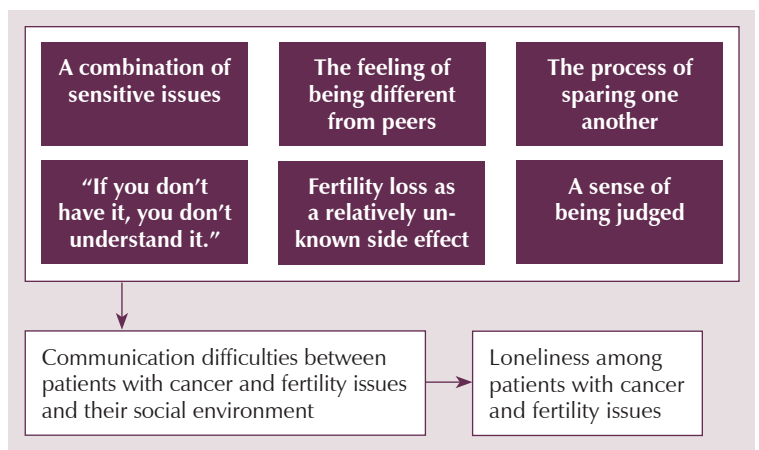 A combination of
sensitive issues
The feeling of
being different
from peers
The process of
sparing one
another
“If you don’t
have it, you don’t
understand it.”
Fertility loss as
a relatively un-
known side effect
A sense of
being judged
Communication difficulties between
patients with cancer and fertility issues
and their social environment
Loneliness among
patients with cancer
and fertility issues